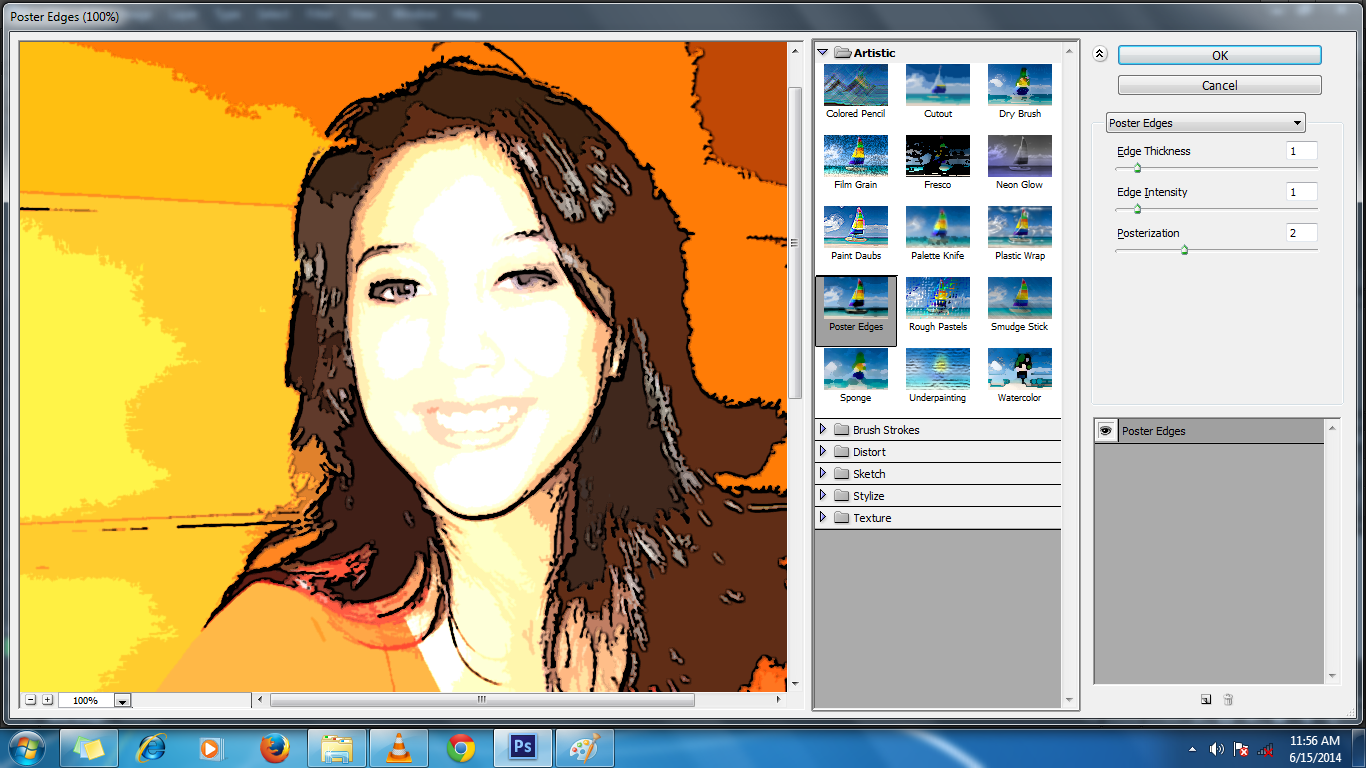 Poster Edges (100%)
Artistic
Colored Pencil
Cutout
Dry Brush
Film Grain
Fresco
Neon Glow
Paint Daubs
Palette Knife
Plastic Wrap
Poster Edges
Rough Pastels
Smudge Stick
Sponge
Underpainting
Watercolor
Brush Strokes
Distort
Sketch
Stylize
Texture
OK
Cancel
Poster Edges
Edge Thickness 1
Edge Intensity 1
Posterization 2
Poster Edges
100%
Ps
11:56 AM
6/15/2014